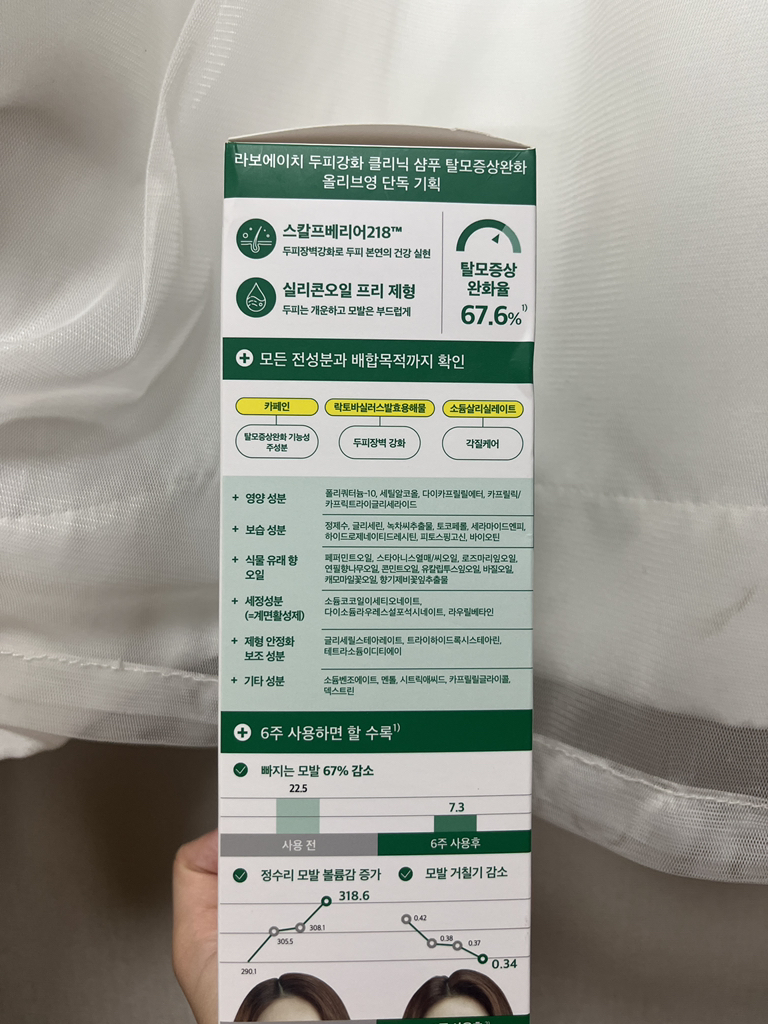 라보에이치 두피강화 클리닉 샴푸 탈모증상완화
올리브영 단독 기획
스칼프베리어218™
두피장벽강화로 두피 본연의 건강 실현
실리콘오일 프리 제형
두피는 개운하고 모발은 부드럽게
탈모증상
완화율
67.6%1)
모든 전성분과 배합목적까지 확인
카페인
탈모증상완화 기능성
주성분
락토바실러스발효용해물
두피장벽 강화
소듐살리실레이트
각질케어
+ 영양 성분
폴리쿼터늄-10, 세틸알코올, 다이카프릴릴에터, 카프릴릭/
카프릭트라이글리세라이드
+ 보습 성분
정제수, 글리세린, 녹차씨추출물, 토코페롤, 세라마이드엔피,
하이드로제네이티드레시틴, 피토스핑고신, 바이오틴
+ 식물 유래 향
오일
페퍼민트오일, 스타아니스열매/씨오일, 로즈마리잎오일,
연필향나무오일, 콘민트오일, 유칼립투스잎오일, 바질오일,
캐모마일꽃오일, 향기제비꽃잎추출물
+ 세정성분
(=계면활성제)
소듐코코일이세티오네이트,
다이소듐라우레스설포석시네이트, 라우릴베타인
+ 제형 안정화
보조 성분
글리세릴스테아레이트, 트라이하이드록시스테아린,
테트라소듐이디티에이
+ 기타 성분
소듐벤조에이트, 멘톨, 시트릭애씨드, 카프릴릴글라이콜,
덱스트린
6주 사용하면 할 수록1)
빠지는 모발 67% 감소
22.5
7.3
사용 전
6주 사용후
정수리 모발 볼륨감 증가
모발 거칠기 감소
318.6
308.1
305.5
290.1
0.42
0.38
0.37
0.34